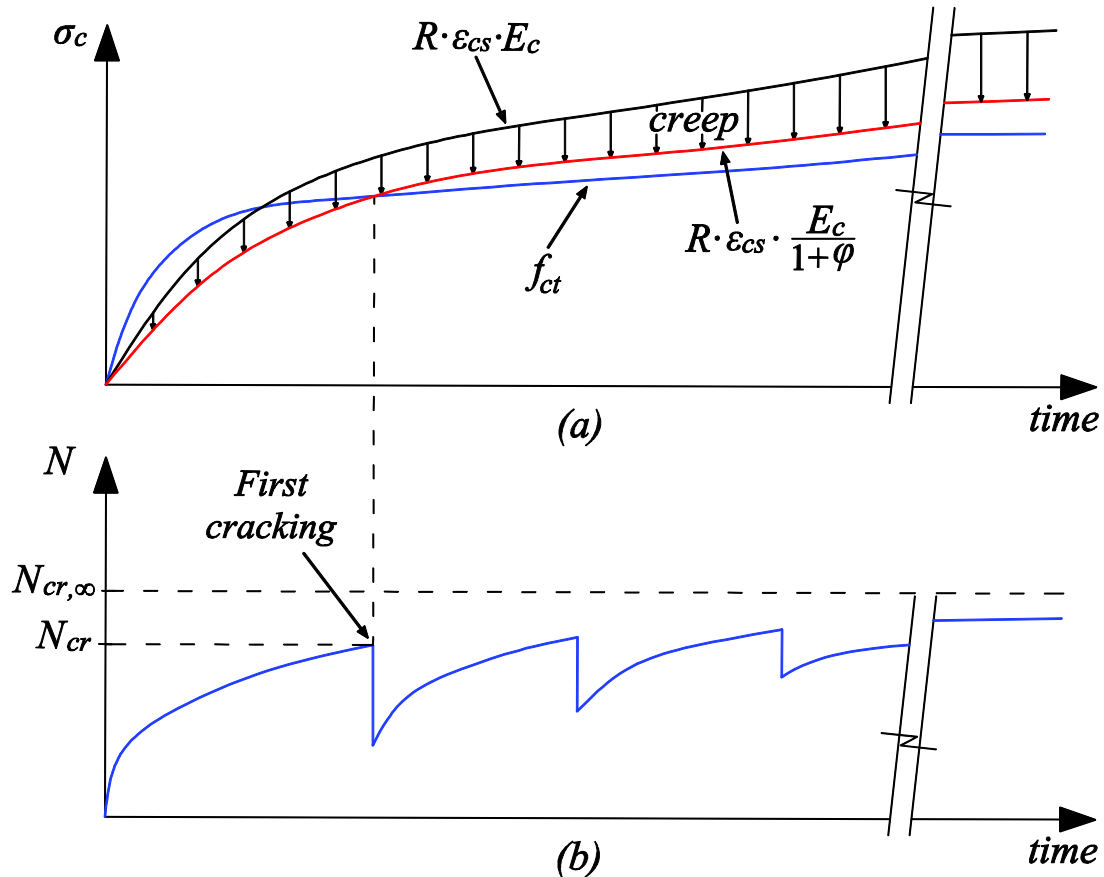 σc
R·εcs·Ec
creep
R·εcs·Ec/1+φ
fct
time
(a)
N
First
cracking
Ncr,∞
Ncr
time
(b)